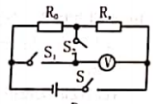 R₀ Rₓ
S₂
S₁ V
S